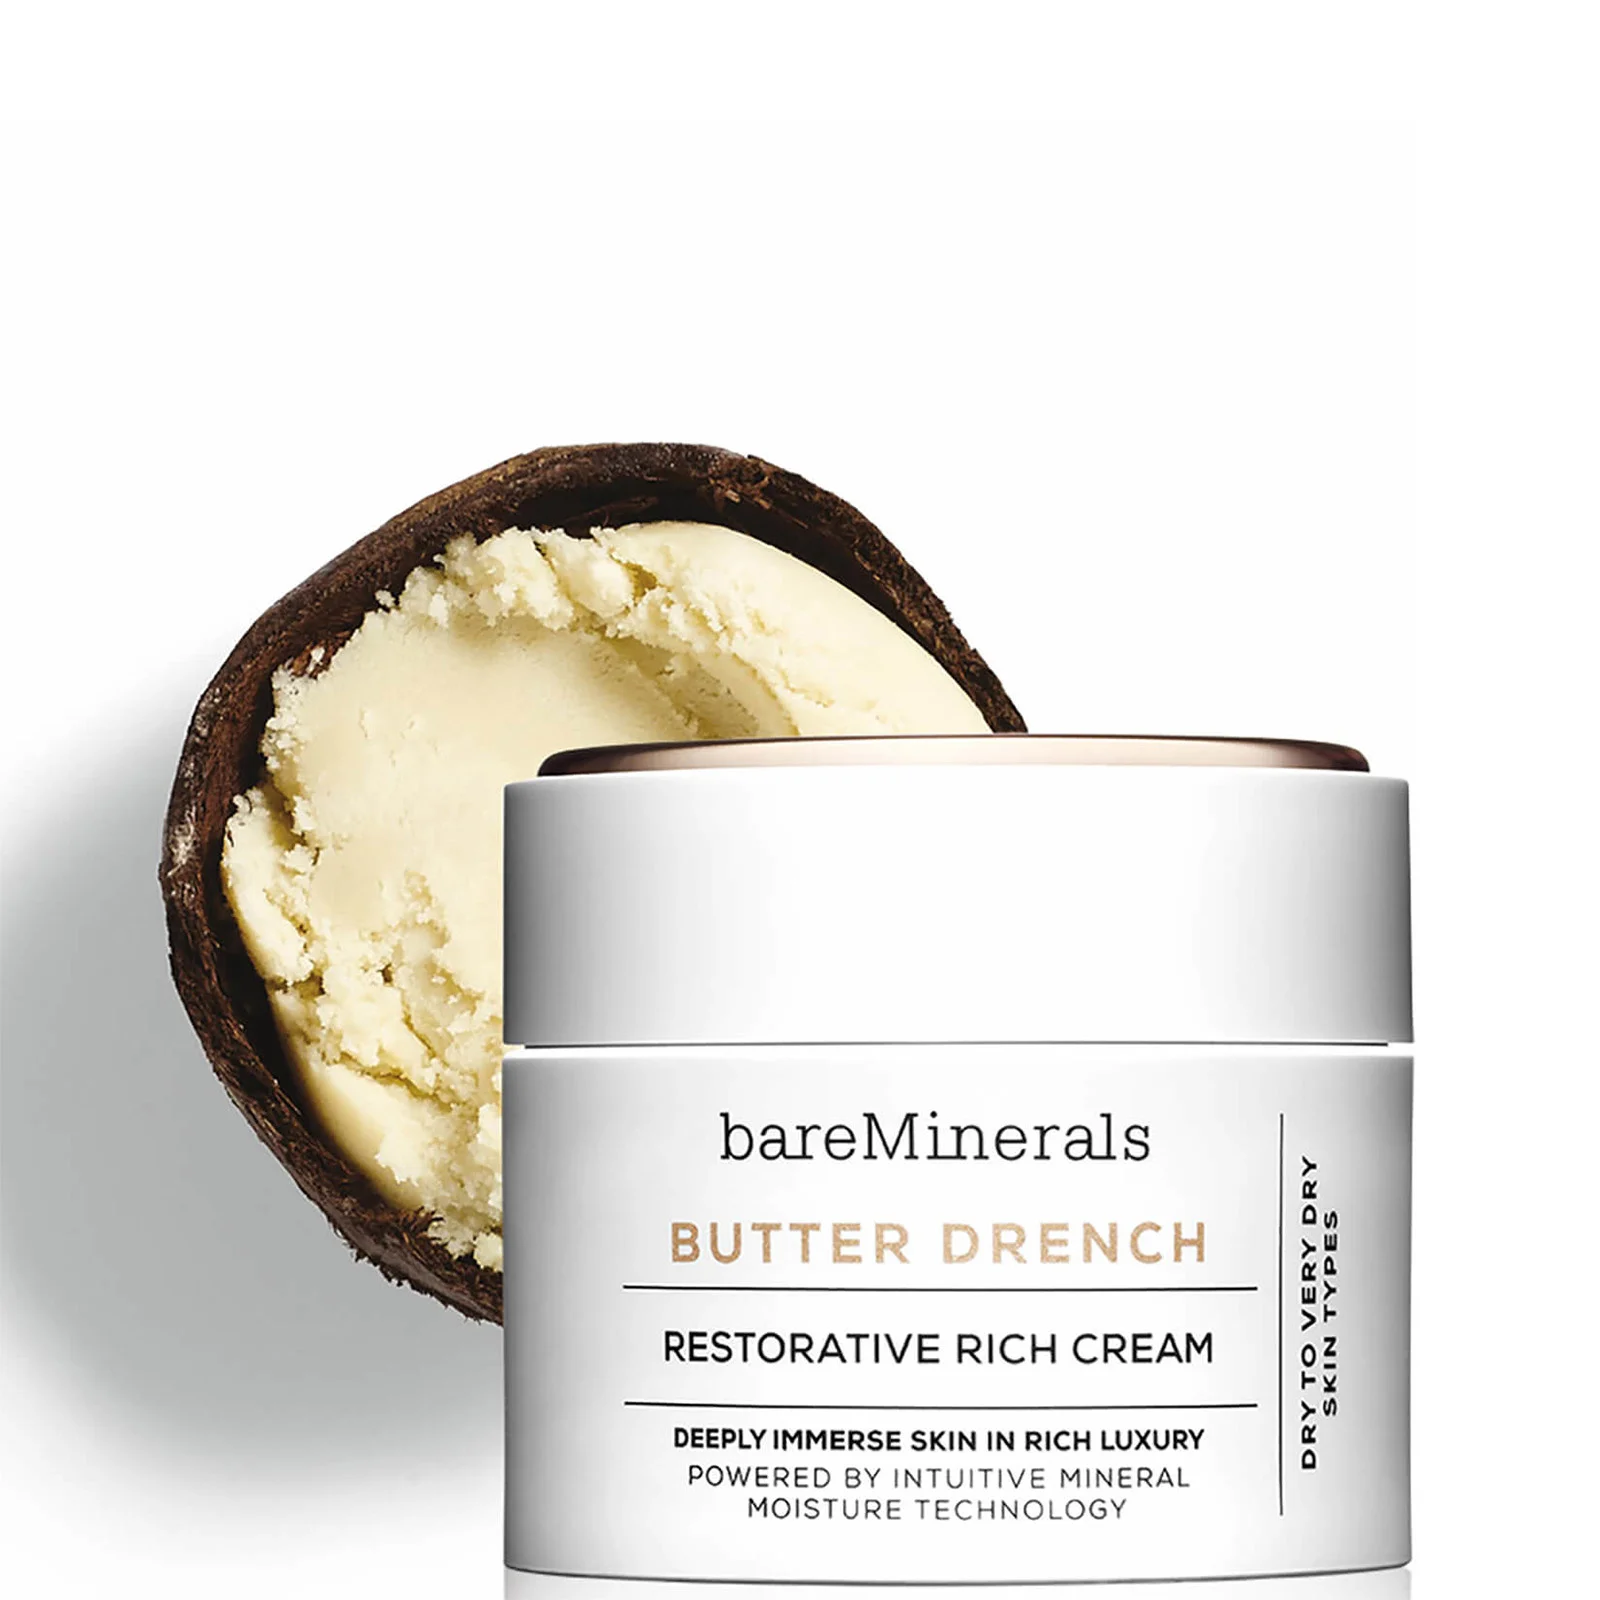 bareMinerals
BUTTER DRENCH
RESTORATIVE RICH CREAM
DEEPLY IMMERSE SKIN IN RICH LUXURY
POWERED BY INTUITIVE MINERAL
MOISTURE TECHNOLOGY
DRY TO VERY DRY
SKIN TYPES